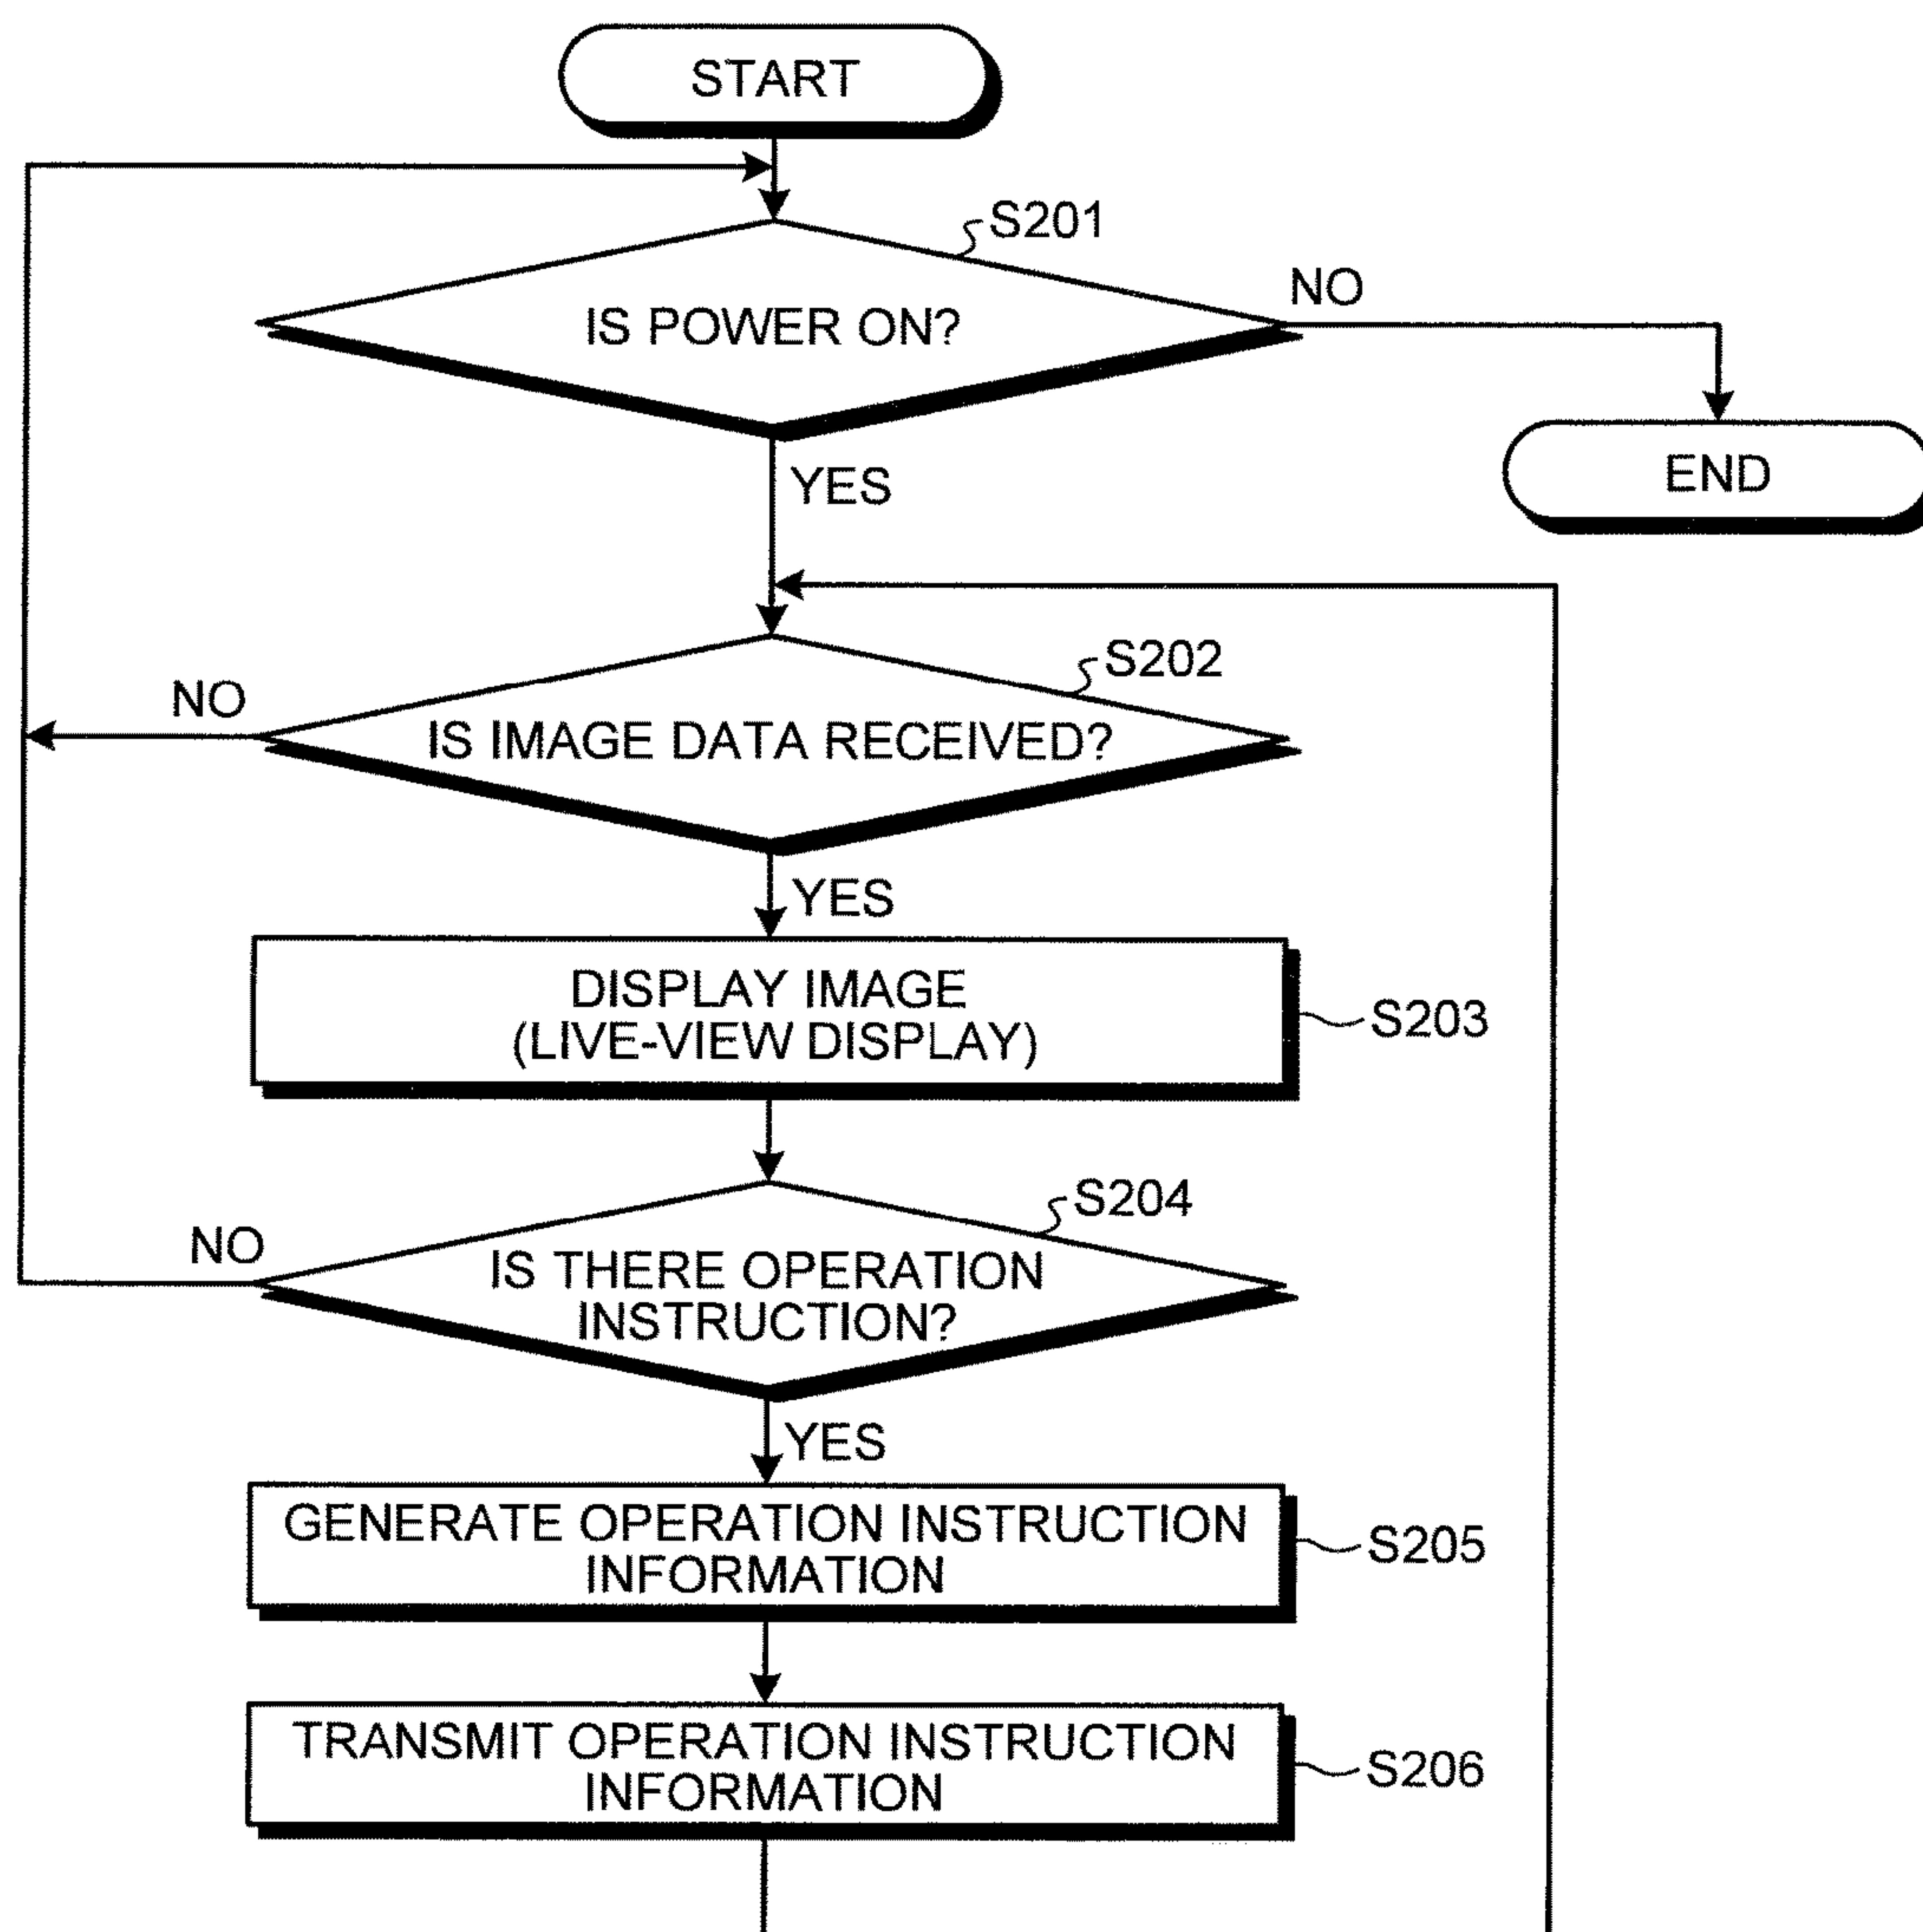 START
S201
NO
IS POWER ON?
YES
END
S202
NO
IS IMAGE DATA RECEIVED?
YES
DISPLAY IMAGE
(LIVE-VIEW DISPLAY)
S203
S204
NO
IS THERE OPERATION
INSTRUCTION?
YES
GENERATE OPERATION INSTRUCTION
INFORMATION
S205
TRANSMIT OPERATION INSTRUCTION
INFORMATION
S206